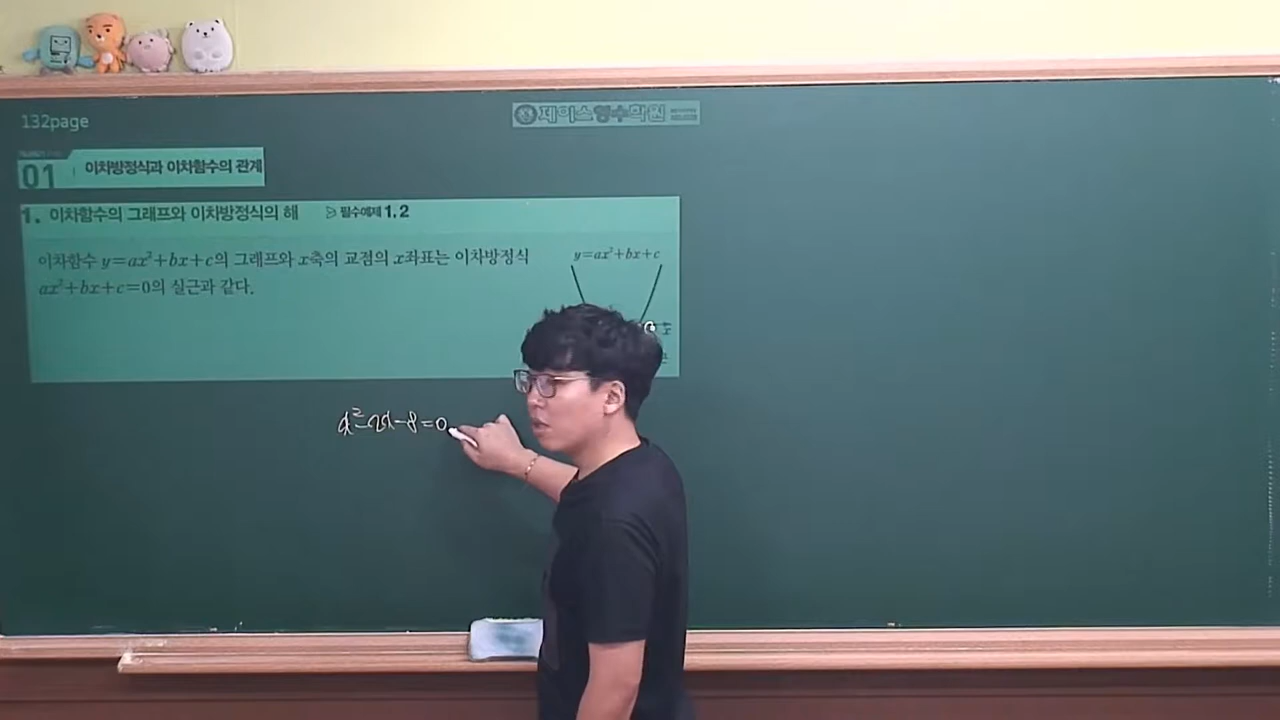 132page
제이스영수학원
01 이차방정식과 이차함수의 관계
1. 이차함수의 그래프와 이차방정식의 해 필수예제 1, 2
이차함수 y=ax²+bx+c의 그래프와 x축의 교점의 x좌표는 이차방정식
ax²+bx+c=0의 실근과 같다.
y=ax²+bx+c
x
근
x²-2x-8=0